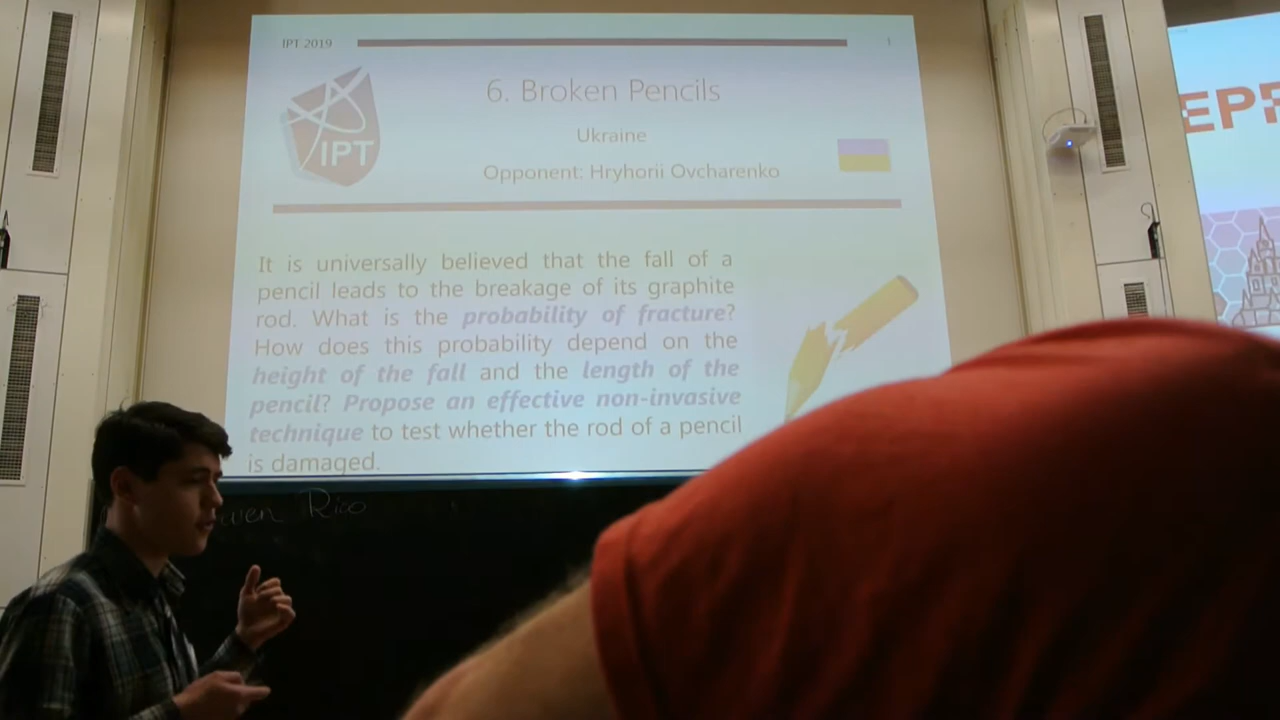 IPT 2019
1
6. Broken Pencils
IPT
Ukraine
Opponent: Hryhorii Ovcharenko
It is universally believed that the fall of a
pencil leads to the breakage of its graphite
rod. What is the probability of fracture?
How does this probability depend on the
height of the fall and the length of the
pencil? Propose an effective non-invasive
technique to test whether the rod of a pencil
is damaged.
Rico